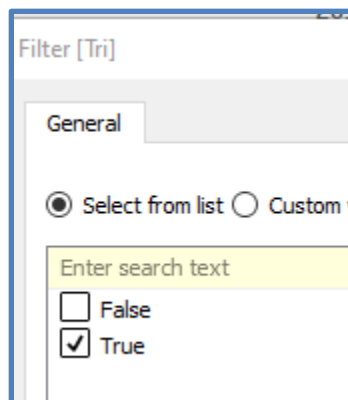 Filter [Tri]
General
Select from list Custom
Enter search text
False
True